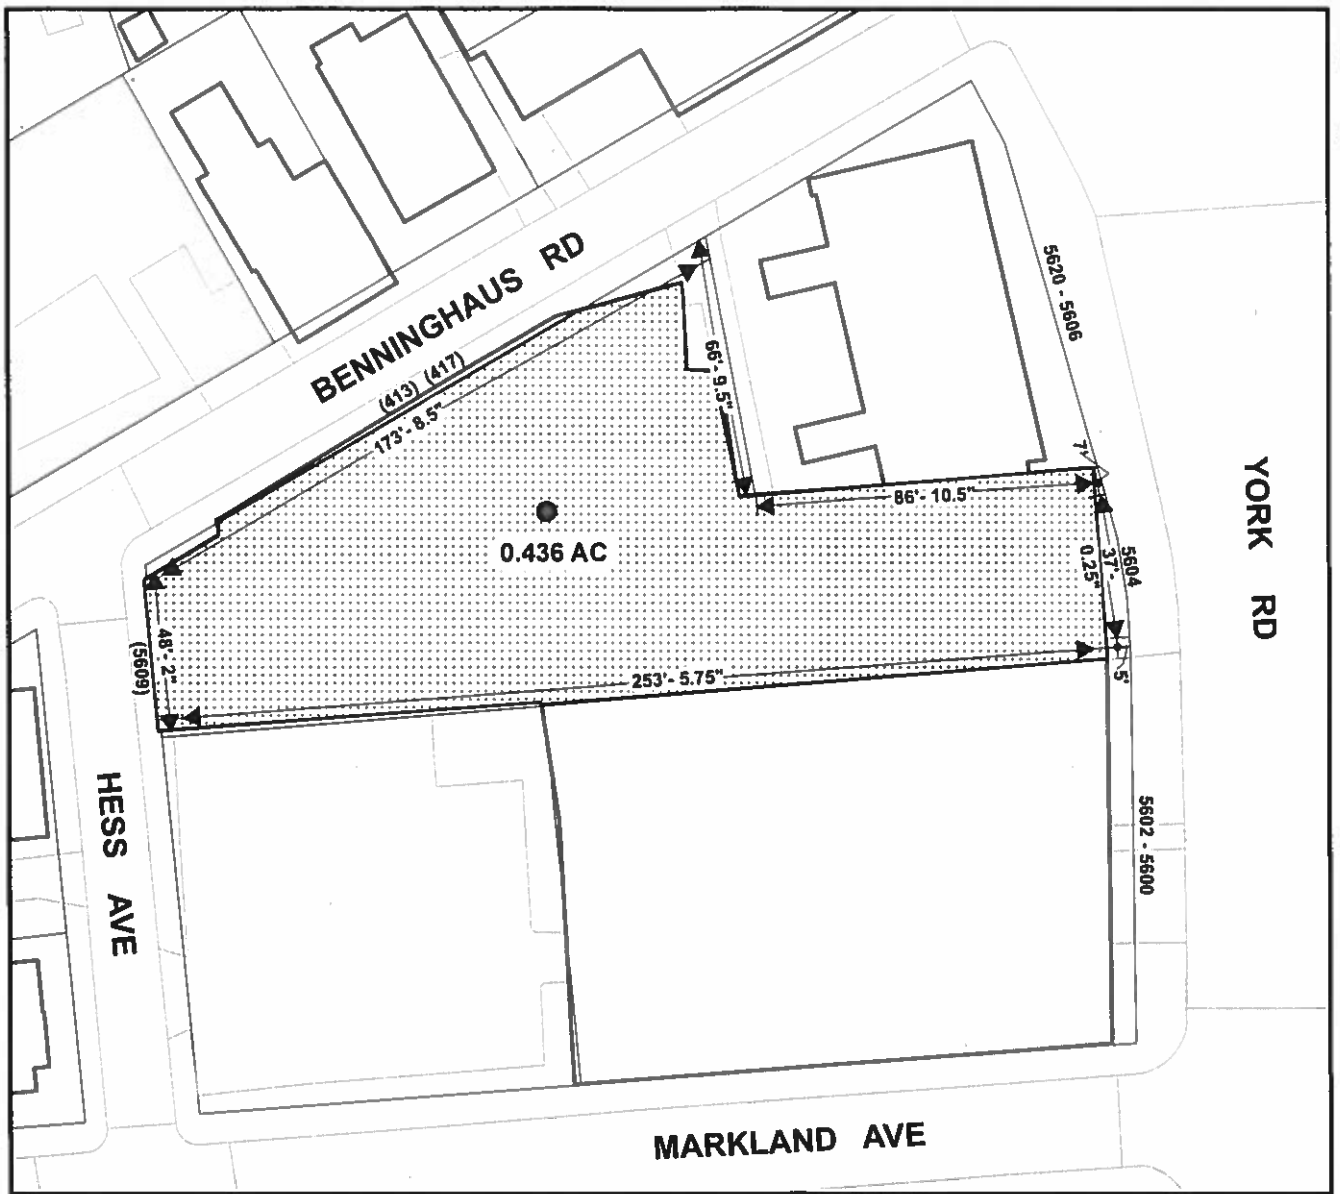 BENNINGHAUS RD
(413) (417)
173'- 8.5"
66'- 9.5"
5620 - 5606
7'
86'- 10.5"
YORK RD
0.436 AC
5604
37'-
0.25"
48'- 2"
(5609)
253'- 5.75"
5'
HESS AVE
5602 - 5600
MARKLAND AVE